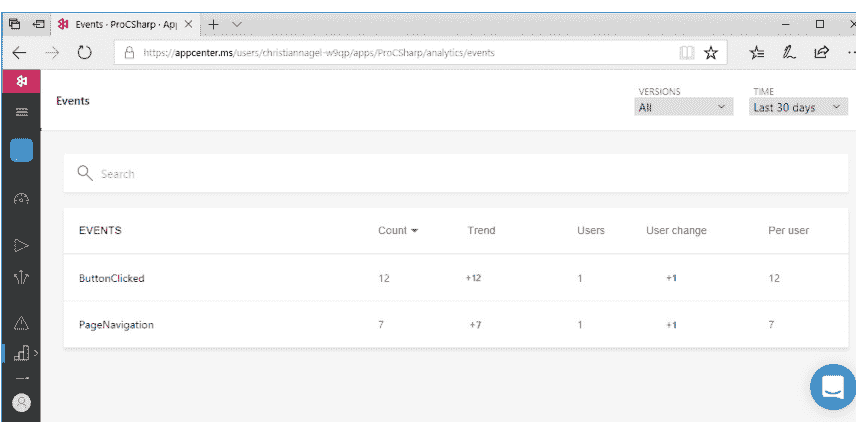 Events · ProCSharp · App
https://appcenter.ms/users/christiannagel-w9qp/apps/ProCSharp/analytics/events
Events
VERSIONS
All
TIME
Last 30 days
Search
EVENTS Count Trend Users User change Per user
ButtonClicked 12 +12 1 +1 12
PageNavigation 7 +7 1 +1 7